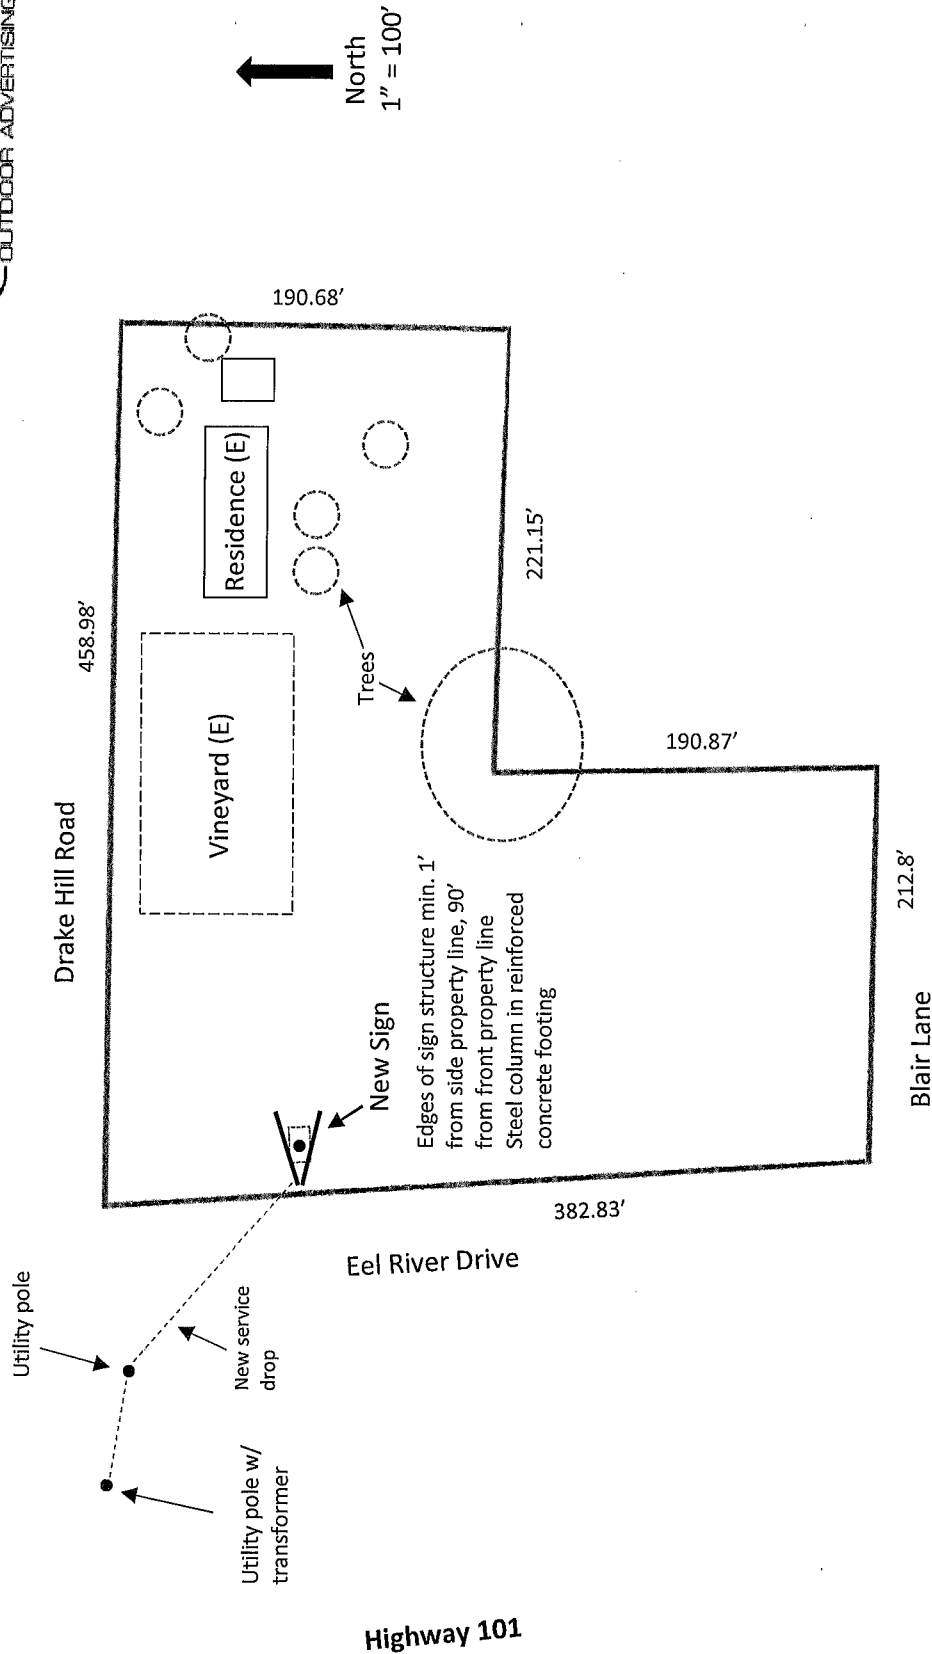 OUTDOOR ADVERTISING
North
1” = 100’
Drake Hill Road
458.98’
190.68’
Residence (E)
Vineyard (E)
Trees
221.15’
190.87’
212.8’
Blair Lane
New Sign
Edges of sign structure min. 1’
from side property line, 90’
from front property line
Steel column in reinforced
concrete footing
382.83’
Eel River Drive
Utility pole
New service
drop
Utility pole w/
transformer
Highway 101